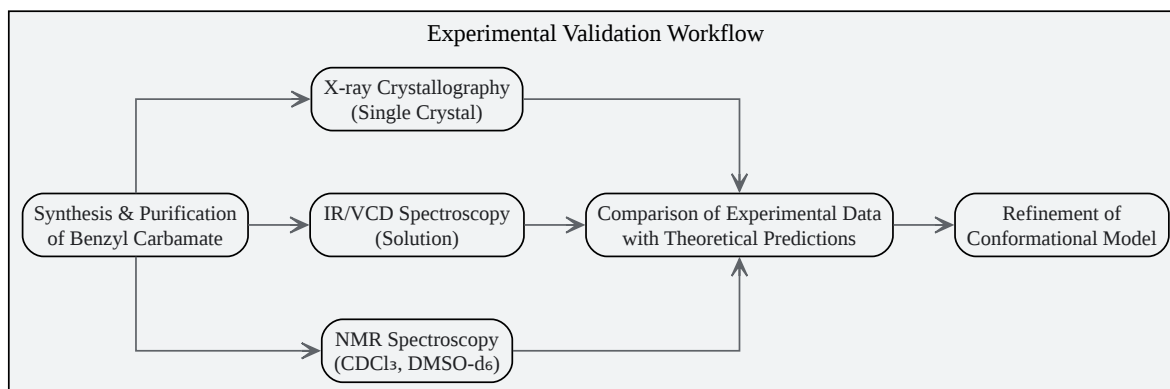 Experimental Validation Workflow
X-ray Crystallography
(Single Crystal)
Synthesis & Purification
of Benzyl Carbamate
IR/VCD Spectroscopy
(Solution)
Comparison of Experimental Data
with Theoretical Predictions
Refinement of
Conformational Model
NMR Spectroscopy
(CDCl₃, DMSO-d₆)